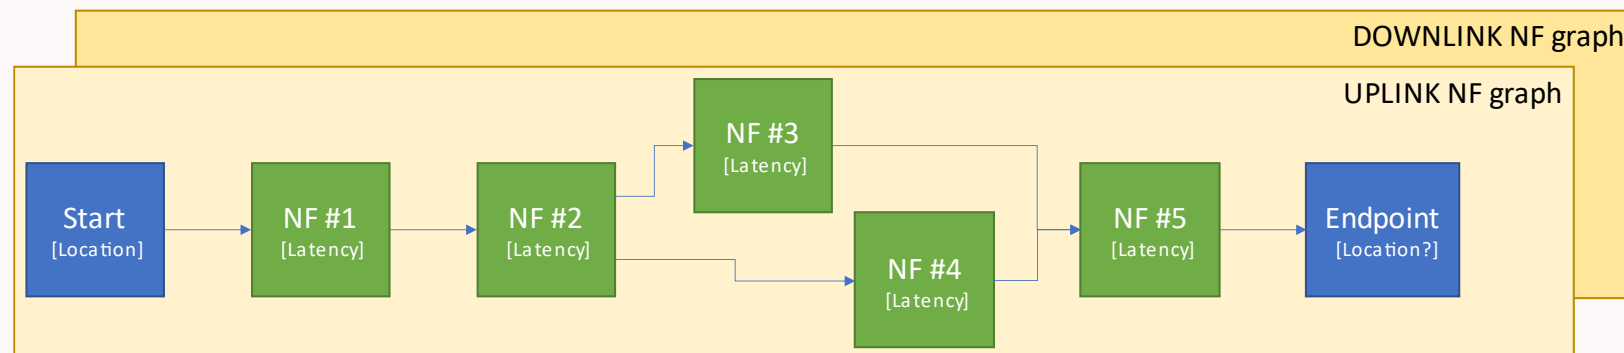 DOWNLINK NF graph
UPLINK NF graph
Start
[Location]
NF #1
[Latency]
NF #2
[Latency]
NF #3
[Latency]
NF #4
[Latency]
NF #5
[Latency]
Endpoint
[Location?]